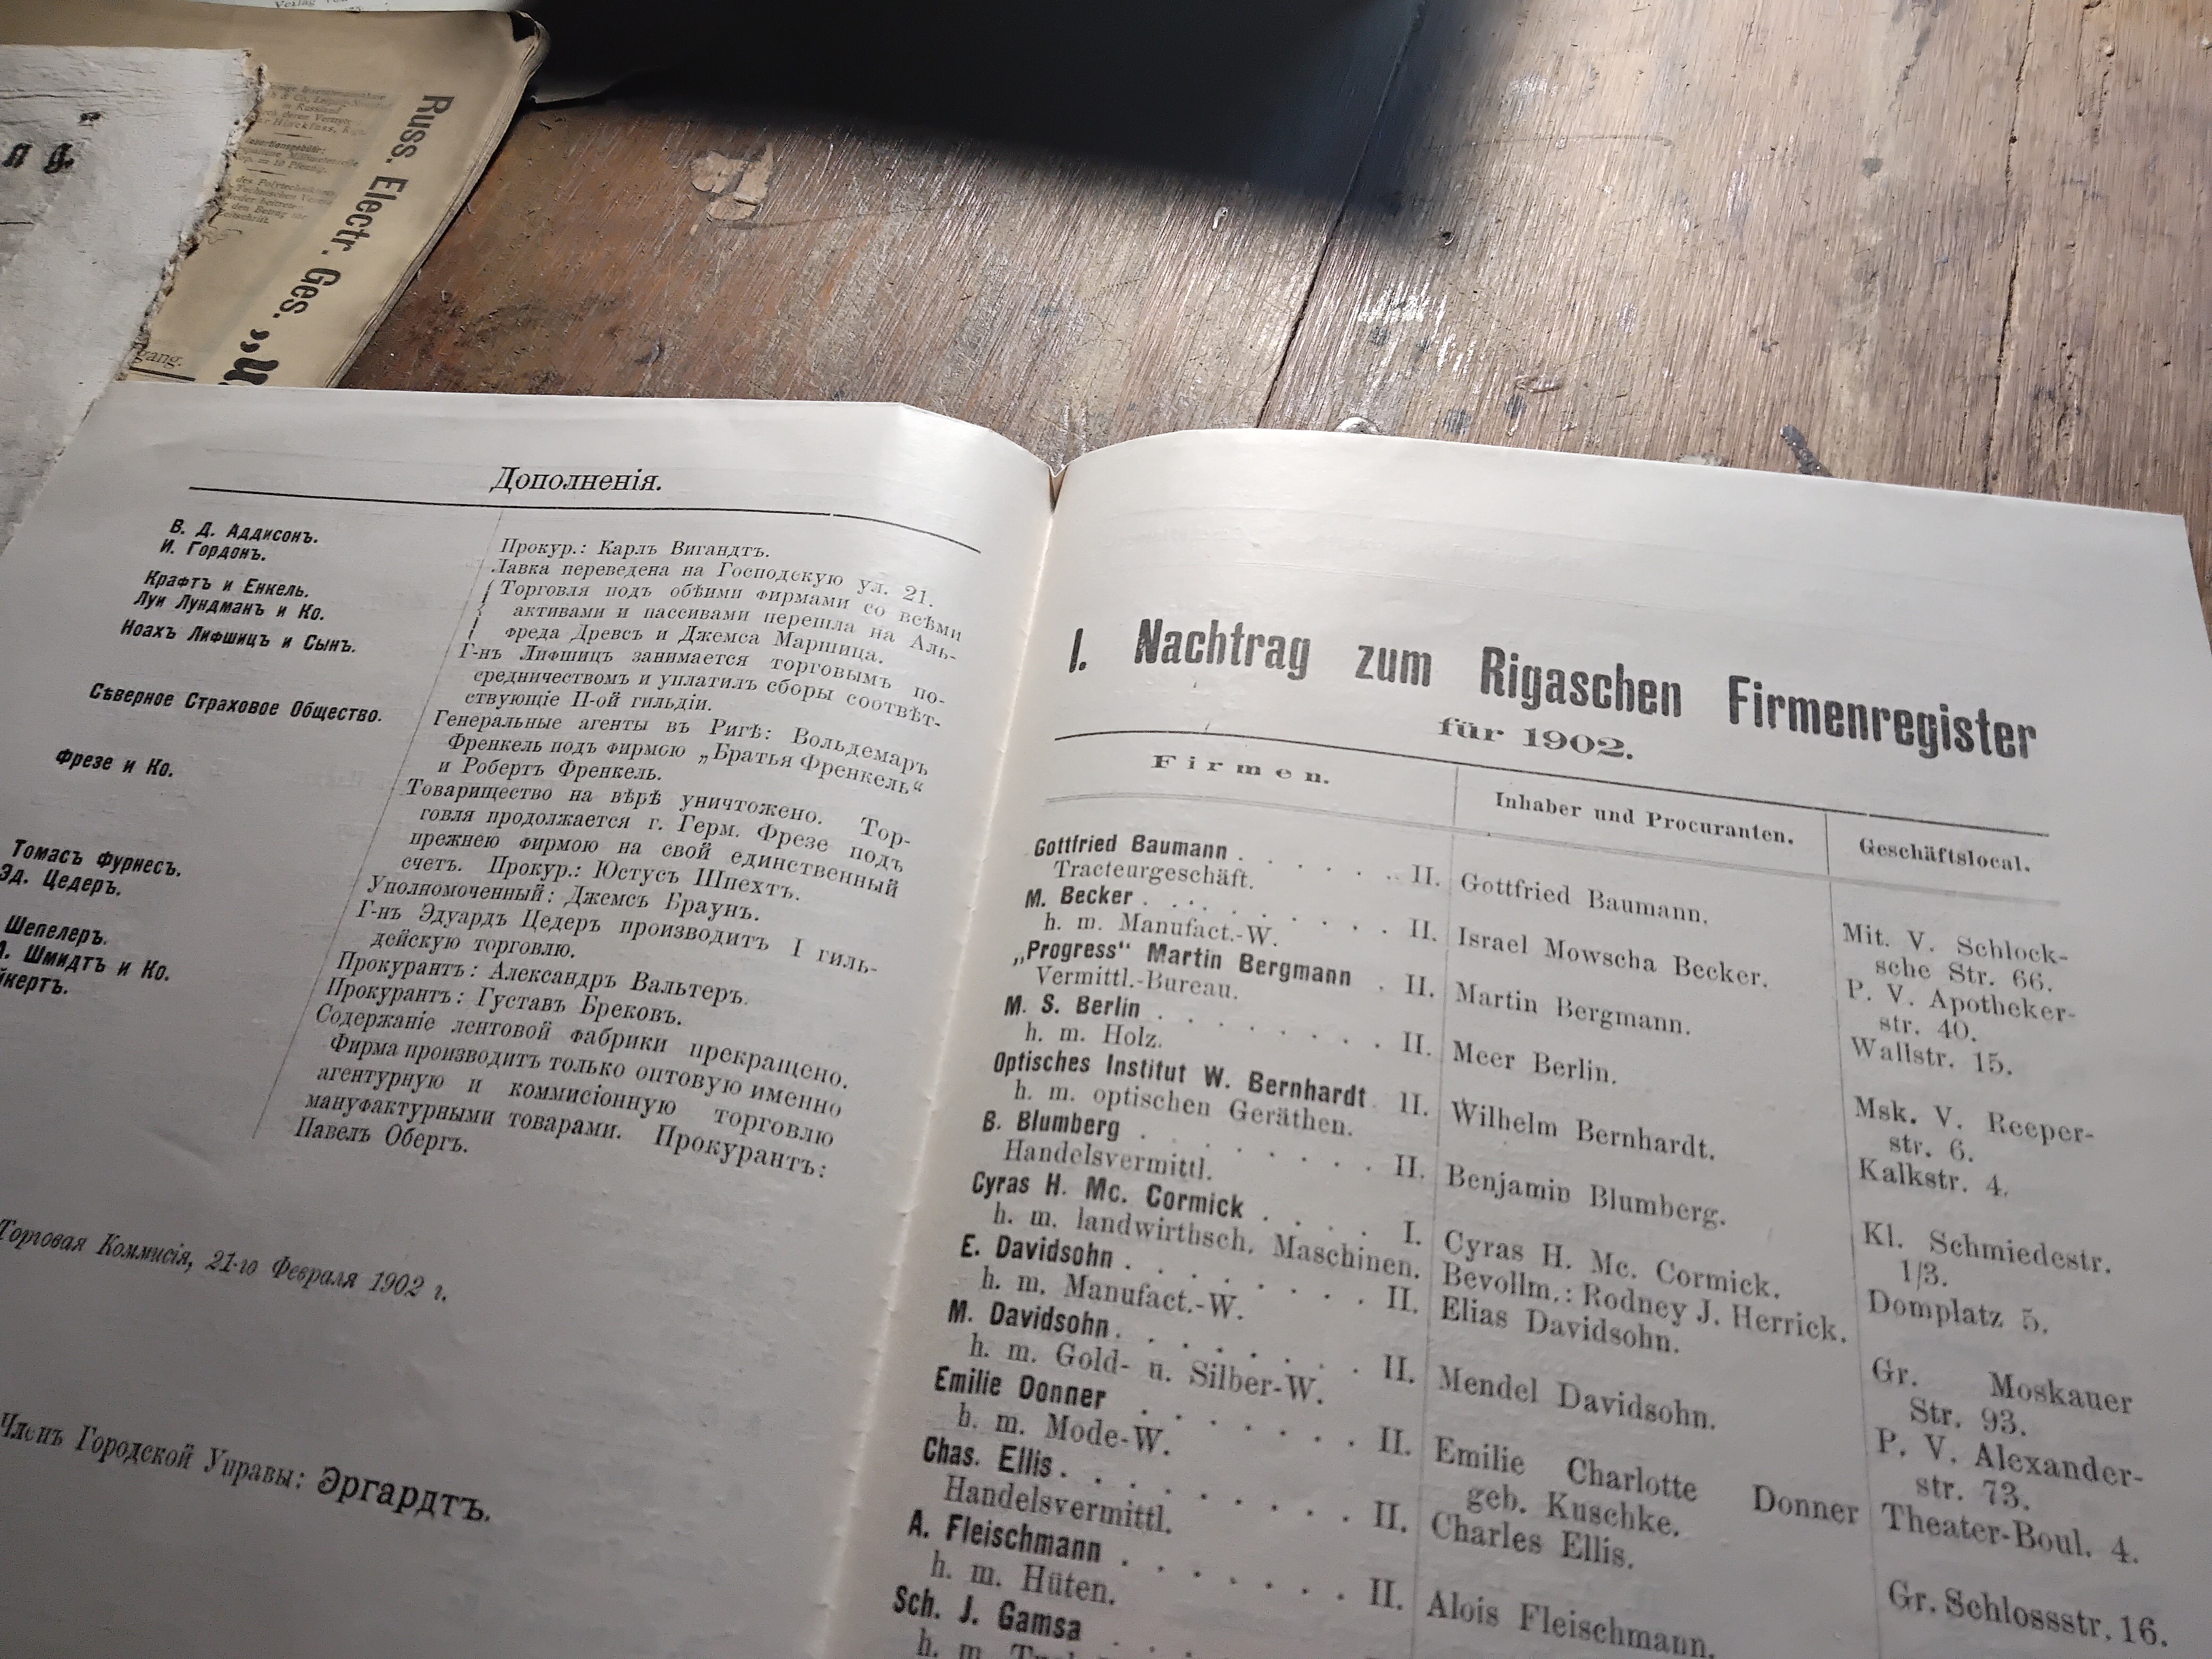 Verlag
n g.
in Russland
Insertionsgebühr:
Russ. Electr. Ges. „U
gang.
Дополненія.
В. Д. Аддисонъ.
И. Гордонъ.
Крафтъ и Енкель.
Луи Лундманъ и Ко.
Ноахъ Лифшицъ и Сынъ.
Сѣверное Страховое Общество.
Фрезе и Ко.
Томасъ Фурнесъ.
Эд. Цедеръ.
Шепелеръ.
А. Шмидтъ и Ко.
йкертъ.
Прокур.: Карлъ Вигандтъ.
Лавка переведена на Господскую ул. 21.
Торговля подъ обѣими фирмами со всѣми
активами и пассивами перешла на Аль-
фреда Древсъ и Джемса Маршица.
Г-нъ Лифшицъ занимается торговымъ по-
средничествомъ и уплатилъ сборы соотвѣт-
ствующіе II-ой гильдіи.
Генеральные агенты въ Ригѣ: Вольдемаръ
Френкель подъ фирмою „Братья Френкель“
и Робертъ Френкель.
Товарищество на вѣрѣ уничтожено. Тор-
говля продолжается г. Герм. Фрезе подъ
прежнею фирмою на свой единственный
счетъ. Прокур.: Юстусъ Шпехтъ.
Уполномоченный: Джемсъ Браунъ.
Г-нъ Эдуардъ Цедеръ производитъ I гиль-
дейскую торговлю.
Прокурантъ: Александръ Вальтеръ.
Прокурантъ: Густавъ Брековъ.
Содержаніе лентовой фабрики прекращено.
Фирма производитъ только оптовую именно
агентурную и коммисіонную торговлю
мануфактурными товарами. Прокурантъ:
Павелъ Обергъ.
Торговая Коммисія, 21-го Февраля 1902 г.
Членъ Городской Управы: Эргардтъ.
I. Nachtrag zum Rigaschen Firmenregister
für 1902.
Firmen.
Inhaber und Procuranten.
Geschäftslocal.
Gottfried Baumann . . . . . . . II. Gottfried Baumann.
Tracteurgeschäft.
Mit. V. Schlock-
sche Str. 66.
M. Becker . . . . . . . . . . II. Israel Mowscha Becker.
h. m. Manufact.-W.
P. V. Apotheker-
str. 40.
„Progress“ Martin Bergmann . II. Martin Bergmann.
Vermittl.-Bureau.
Wallstr. 15.
M. S. Berlin . . . . . . . . II. Meer Berlin.
h. m. Holz.
Msk. V. Reeper-
str. 6.
Optisches Institut W. Bernhardt II. Wilhelm Bernhardt.
h. m. optischen Geräthen.
Kalkstr. 4.
B. Blumberg . . . . . . . . II. Benjamin Blumberg.
Handelsvermittl.
Kl. Schmiedestr.
1/3.
Cyras H. Mc. Cormick . . . . I. Cyras H. Mc. Cormick.
h. m. landwirthsch. Maschinen. Bevollm.: Rodney J. Herrick.
Domplatz 5.
E. Davidsohn . . . . . . . . II. Elias Davidsohn.
h. m. Manufact.-W.
Gr. Moskauer
Str. 93.
M. Davidsohn . . . . . . . . II. Mendel Davidsohn.
h. m. Gold- u. Silber-W.
P. V. Alexander-
str. 73.
Emilie Donner . . . . . . . II. Emilie Charlotte Donner
h. m. Mode-W.
geb. Kuschke.
Theater-Boul. 4.
Chas. Ellis . . . . . . . . . II. Charles Ellis.
Handelsvermittl.
Gr. Schlossstr. 16.
A. Fleischmann . . . . . . . II. Alois Fleischmann.
h. m. Hüten.
Sch. J. Gamsa . . .
h. m.